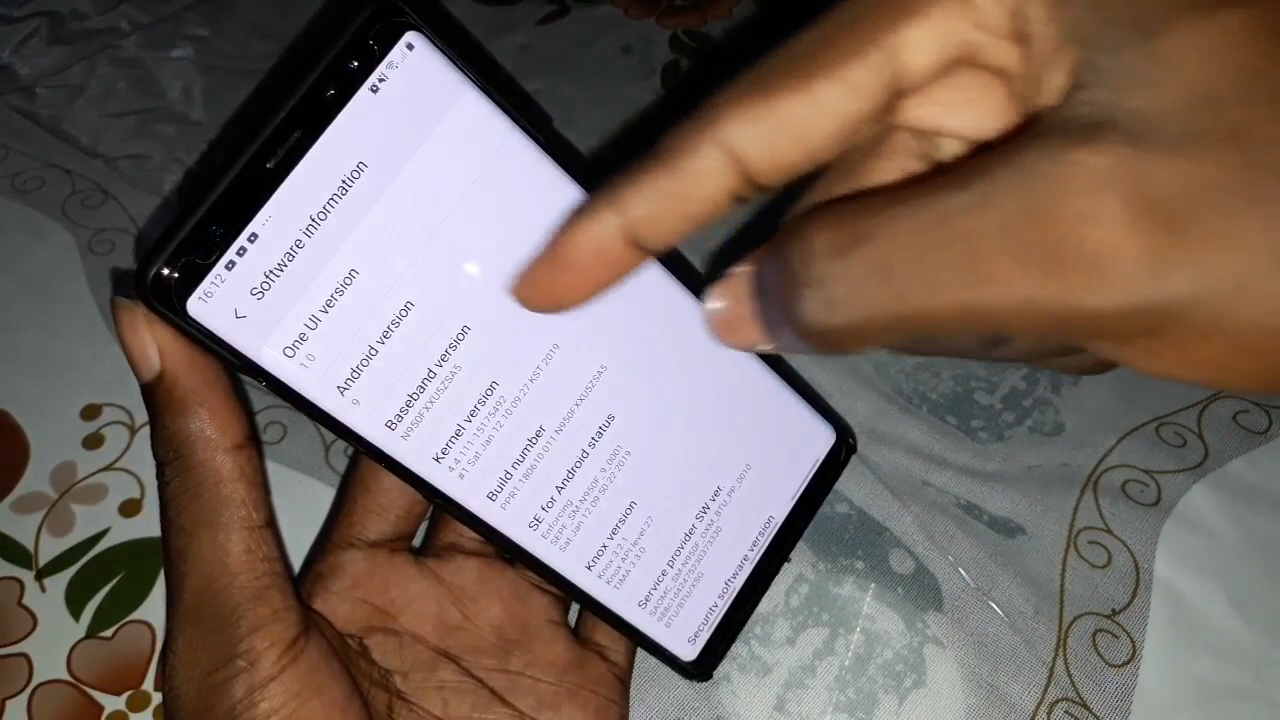 16:12
Software information
One UI version
1.0
Android version
9
Baseband version
N950FXXU5ZSA5
Kernel version
4.4.111-15175492
#1 Sat Jan 12 10:09:27 KST 2019
Build number
PPR1.180610.011.N950FXXU5ZSA5
SE for Android status
Enforcing
SEPF_SM-N950F_9_0001
Sat Jan 12 09:50:22 2019
Knox version
Knox 3.2.1
Knox API level 27
TIMA 3.3.0
Service provider SW ver.
SAOMC_SM-N950F_OXM_BTU_PP_0010
BTU/BTU/XSG
Security software version